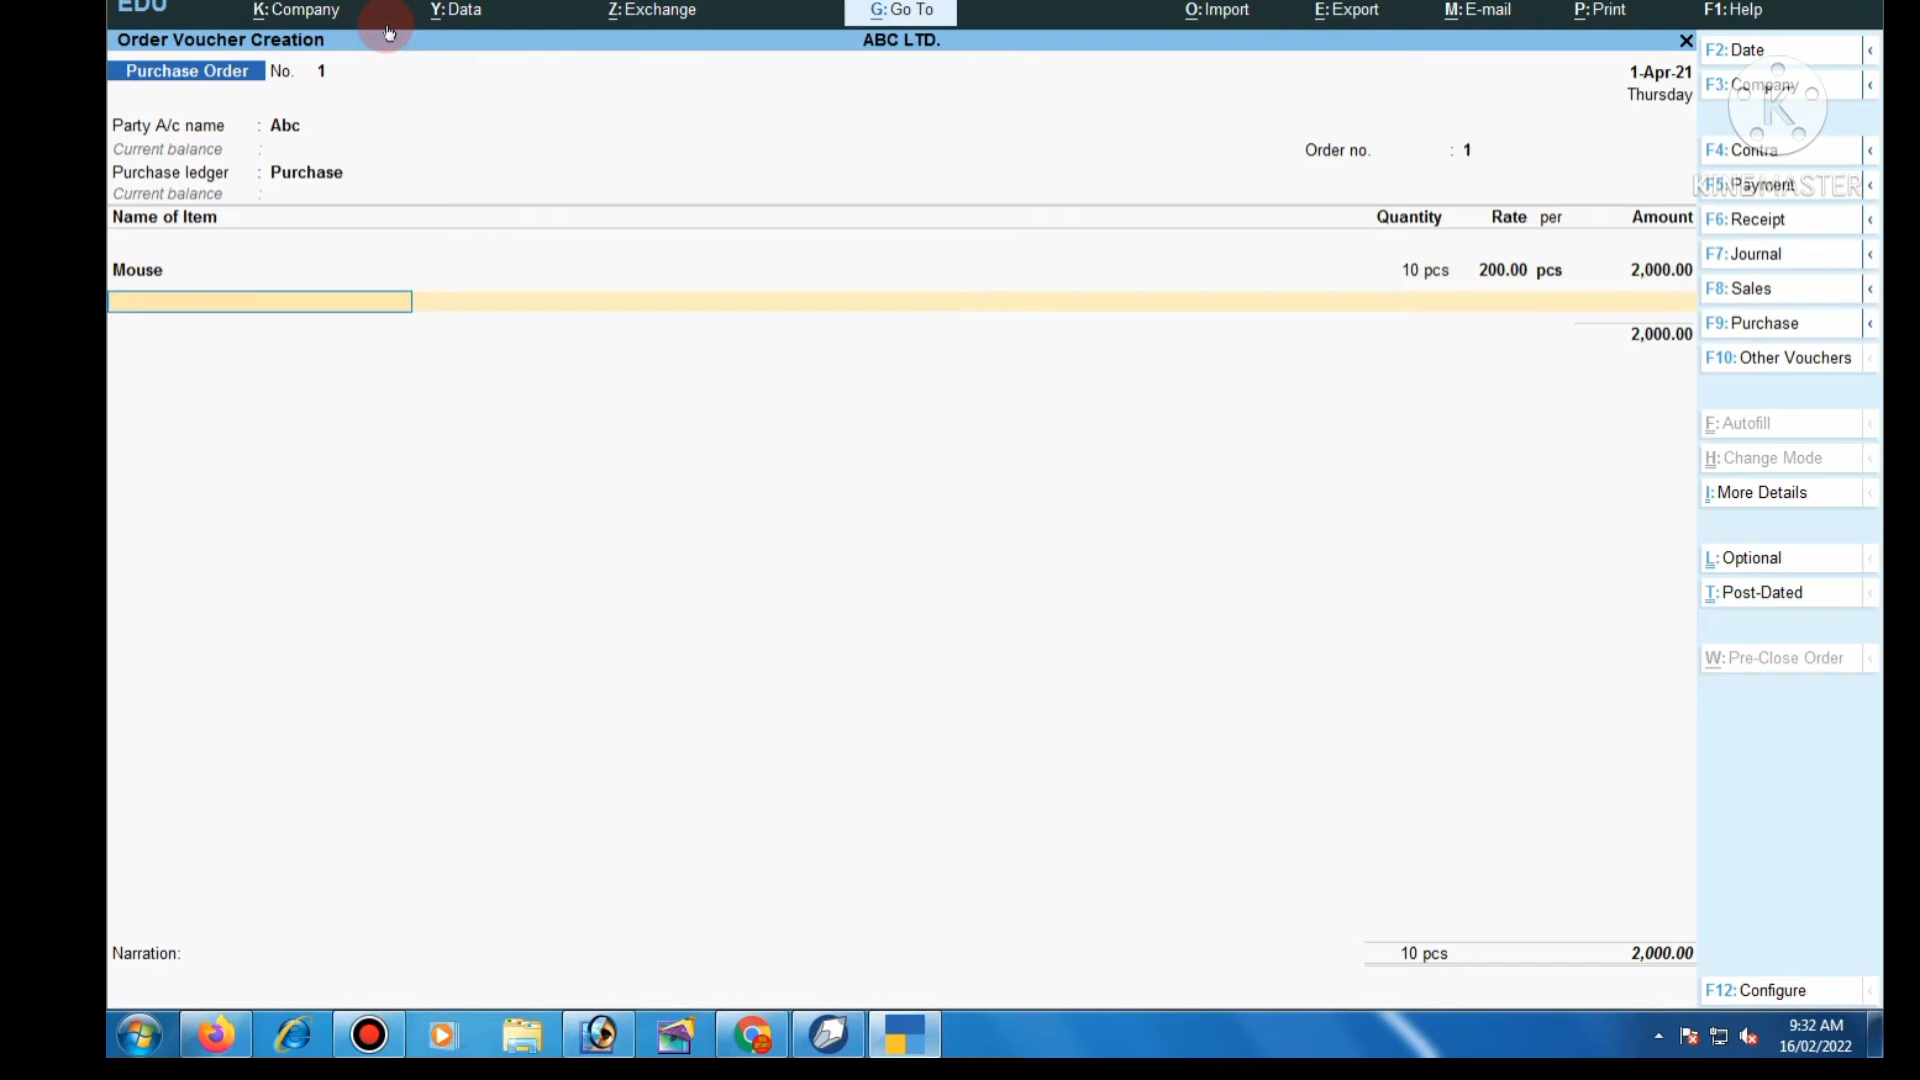 EDU K: Company Y: Data Z: Exchange G: Go To O: Import E: Export M: E-mail P: Print F1: Help
Order Voucher Creation ABC LTD.
Purchase Order No. 1 1-Apr-21
Thursday
Party A/c name : Abc
Current balance :
Order no. : 1
Purchase ledger : Purchase
Current balance :
Name of Item Quantity Rate per Amount
Mouse 10 pcs 200.00 pcs 2,000.00
2,000.00
Narration: 10 pcs 2,000.00
F2: Date
F3: Company
K
F4: Contra
F5: Payment
KINEMASTER
F6: Receipt
F7: Journal
F8: Sales
F9: Purchase
F10: Other Vouchers
F: Autofill
H: Change Mode
I: More Details
L: Optional
T: Post-Dated
W: Pre-Close Order
F12: Configure
9:32 AM
16/02/2022